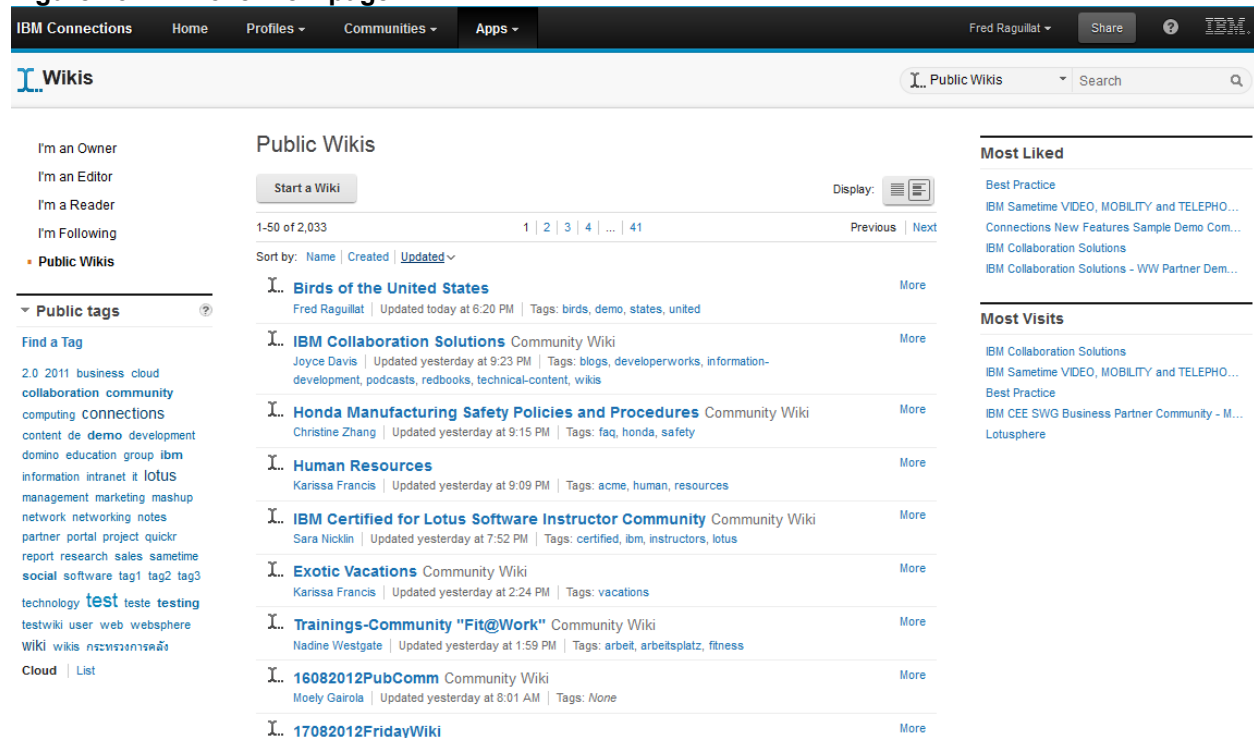 IBM Connections Home Profiles Communities Apps Fred Raguillat Share ? IBM.
Wikis
Public Wikis Search
I'm an Owner
I'm an Editor
I'm a Reader
I'm Following
Public Wikis
Public tags ?
Find a Tag
2.0 2011 business cloud
collaboration community
computing connections
content de demo development
domino education group ibm
information intranet it lotus
management marketing mashup
network networking notes
partner portal project quickr
report research sales sametime
social software tag1 tag2 tag3
technology test teste testing
testwiki user web websphere
wiki wikis กระทรวงการคลัง
Cloud | List
Public Wikis
Start a Wiki
Display:
1-50 of 2,033 1 | 2 | 3 | 4 | ... | 41 Previous | Next
Sort by: Name | Created | Updated
Birds of the United States More
Fred Raguillat | Updated today at 6:20 PM | Tags: birds, demo, states, united
IBM Collaboration Solutions Community Wiki More
Joyce Davis | Updated yesterday at 9:23 PM | Tags: blogs, developerworks, information-
development, podcasts, redbooks, technical-content, wikis
Honda Manufacturing Safety Policies and Procedures Community Wiki More
Christine Zhang | Updated yesterday at 9:15 PM | Tags: faq, honda, safety
Human Resources More
Karissa Francis | Updated yesterday at 9:09 PM | Tags: acme, human, resources
IBM Certified for Lotus Software Instructor Community Community Wiki More
Sara Nicklin | Updated yesterday at 7:52 PM | Tags: certified, ibm, instructors, lotus
Exotic Vacations Community Wiki More
Karissa Francis | Updated yesterday at 2:24 PM | Tags: vacations
Trainings-Community "Fit@Work" Community Wiki More
Nadine Westgate | Updated yesterday at 1:59 PM | Tags: arbeit, arbeitsplatz, fitness
16082012PubComm Community Wiki More
Moely Gairola | Updated yesterday at 8:01 AM | Tags: None
17082012FridayWiki More
Most Liked
Best Practice
IBM Sametime VIDEO, MOBILITY and TELEPHO...
Connections New Features Sample Demo Com...
IBM Collaboration Solutions
IBM Collaboration Solutions - WW Partner Dem...
Most Visits
IBM Collaboration Solutions
IBM Sametime VIDEO, MOBILITY and TELEPHO...
Best Practice
IBM CEE SWG Business Partner Community - M...
Lotusphere